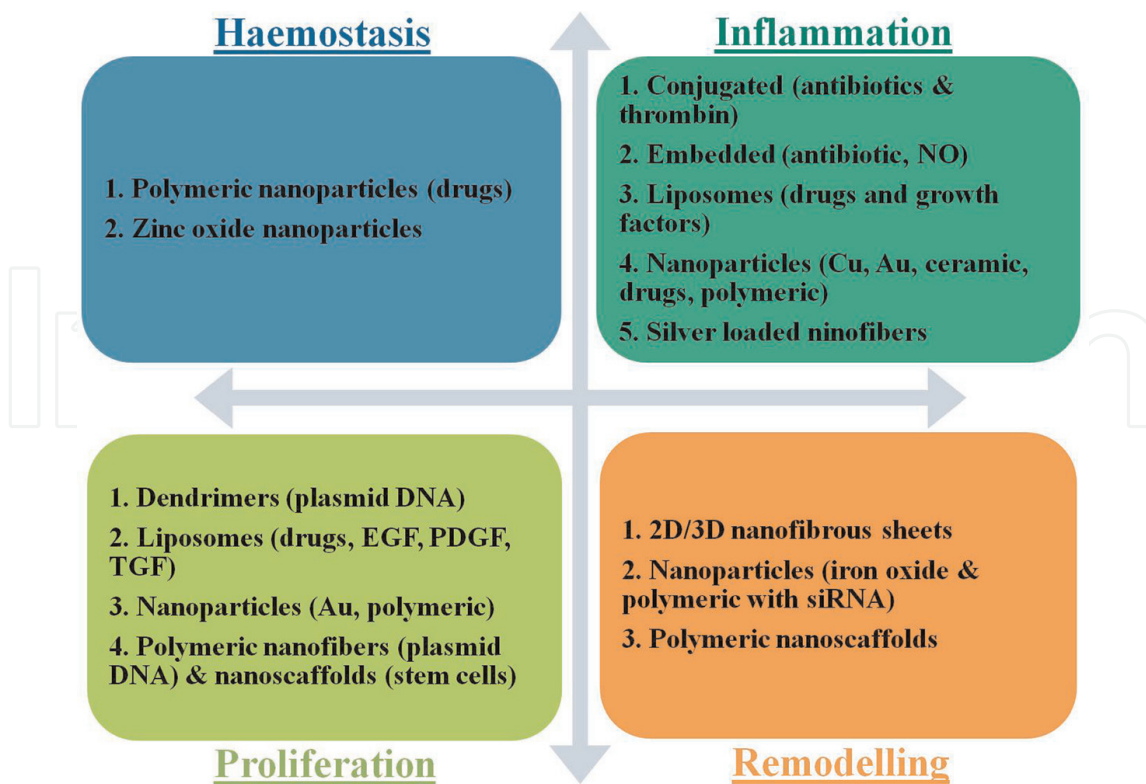 Haemostasis
1. Polymeric nanoparticles (drugs)
2. Zinc oxide nanoparticles
Inflammation
1. Conjugated (antibiotics &
thrombin)
2. Embedded (antibiotic, NO)
3. Liposomes (drugs and growth
factors)
4. Nanoparticles (Cu, Au, ceramic,
drugs, polymeric)
5. Silver loaded ninofibers
1. Dendrimers (plasmid DNA)
2. Liposomes (drugs, EGF, PDGF,
TGF)
3. Nanoparticles (Au, polymeric)
4. Polymeric nanofibers (plasmid
DNA) & nanoscaffolds (stem cells)
Proliferation
1. 2D/3D nanofibrous sheets
2. Nanoparticles (iron oxide &
polymeric with siRNA)
3. Polymeric nanoscaffolds
Remodelling